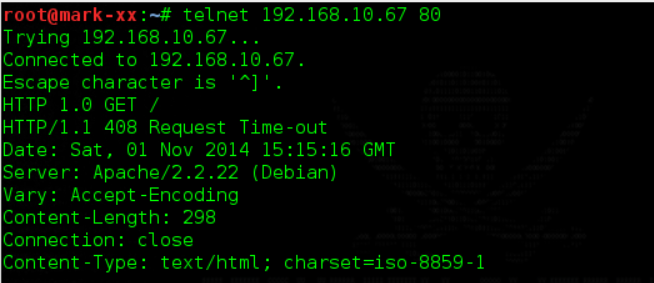 root@mark-xx:~# telnet 192.168.10.67 80
Trying 192.168.10.67...
Connected to 192.168.10.67.
Escape character is '^]'.
HTTP 1.0 GET /
HTTP/1.1 408 Request Time-out
Date: Sat, 01 Nov 2014 15:15:16 GMT
Server: Apache/2.2.22 (Debian)
Vary: Accept-Encoding
Content-Length: 298
Connection: close
Content-Type: text/html; charset=iso-8859-1